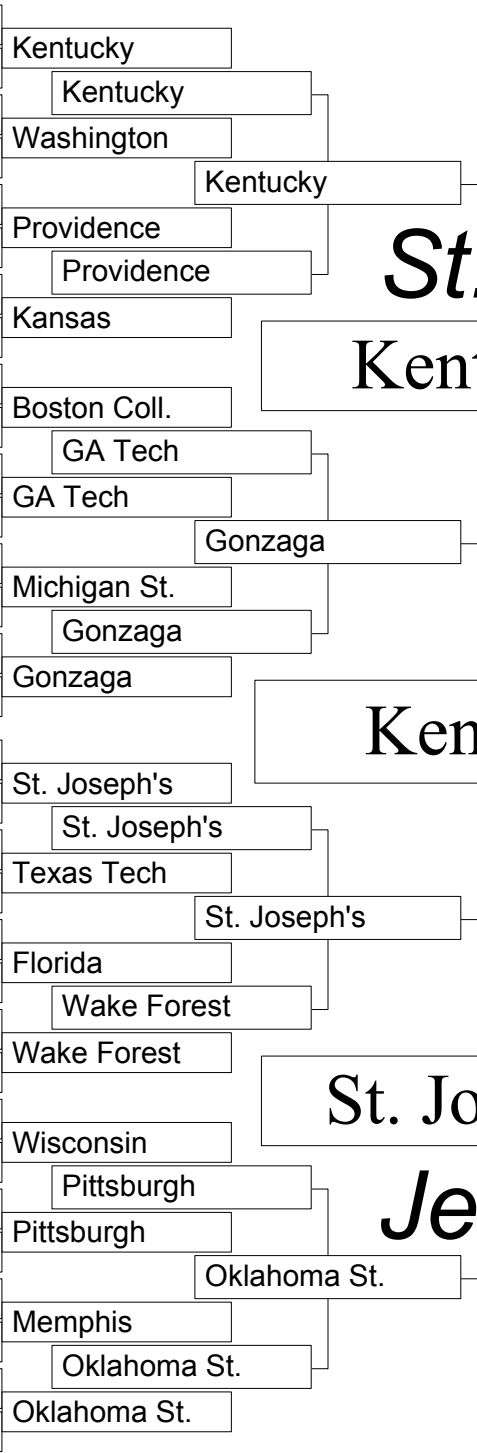 Kentucky
Kentucky
Washington
Kentucky
Providence
Providence
St.
Kansas
Boston Coll.
GA Tech
GA Tech
Gonzaga
Michigan St.
Gonzaga
Gonzaga
St. Joseph's
St. Joseph's
Texas Tech
St. Joseph's
Florida
Wake Forest
Wake Forest
St.
Wisconsin
Pittsburgh
Pittsburgh
Oklahoma St.
Memphis
Oklahoma St.
Oklahoma St.